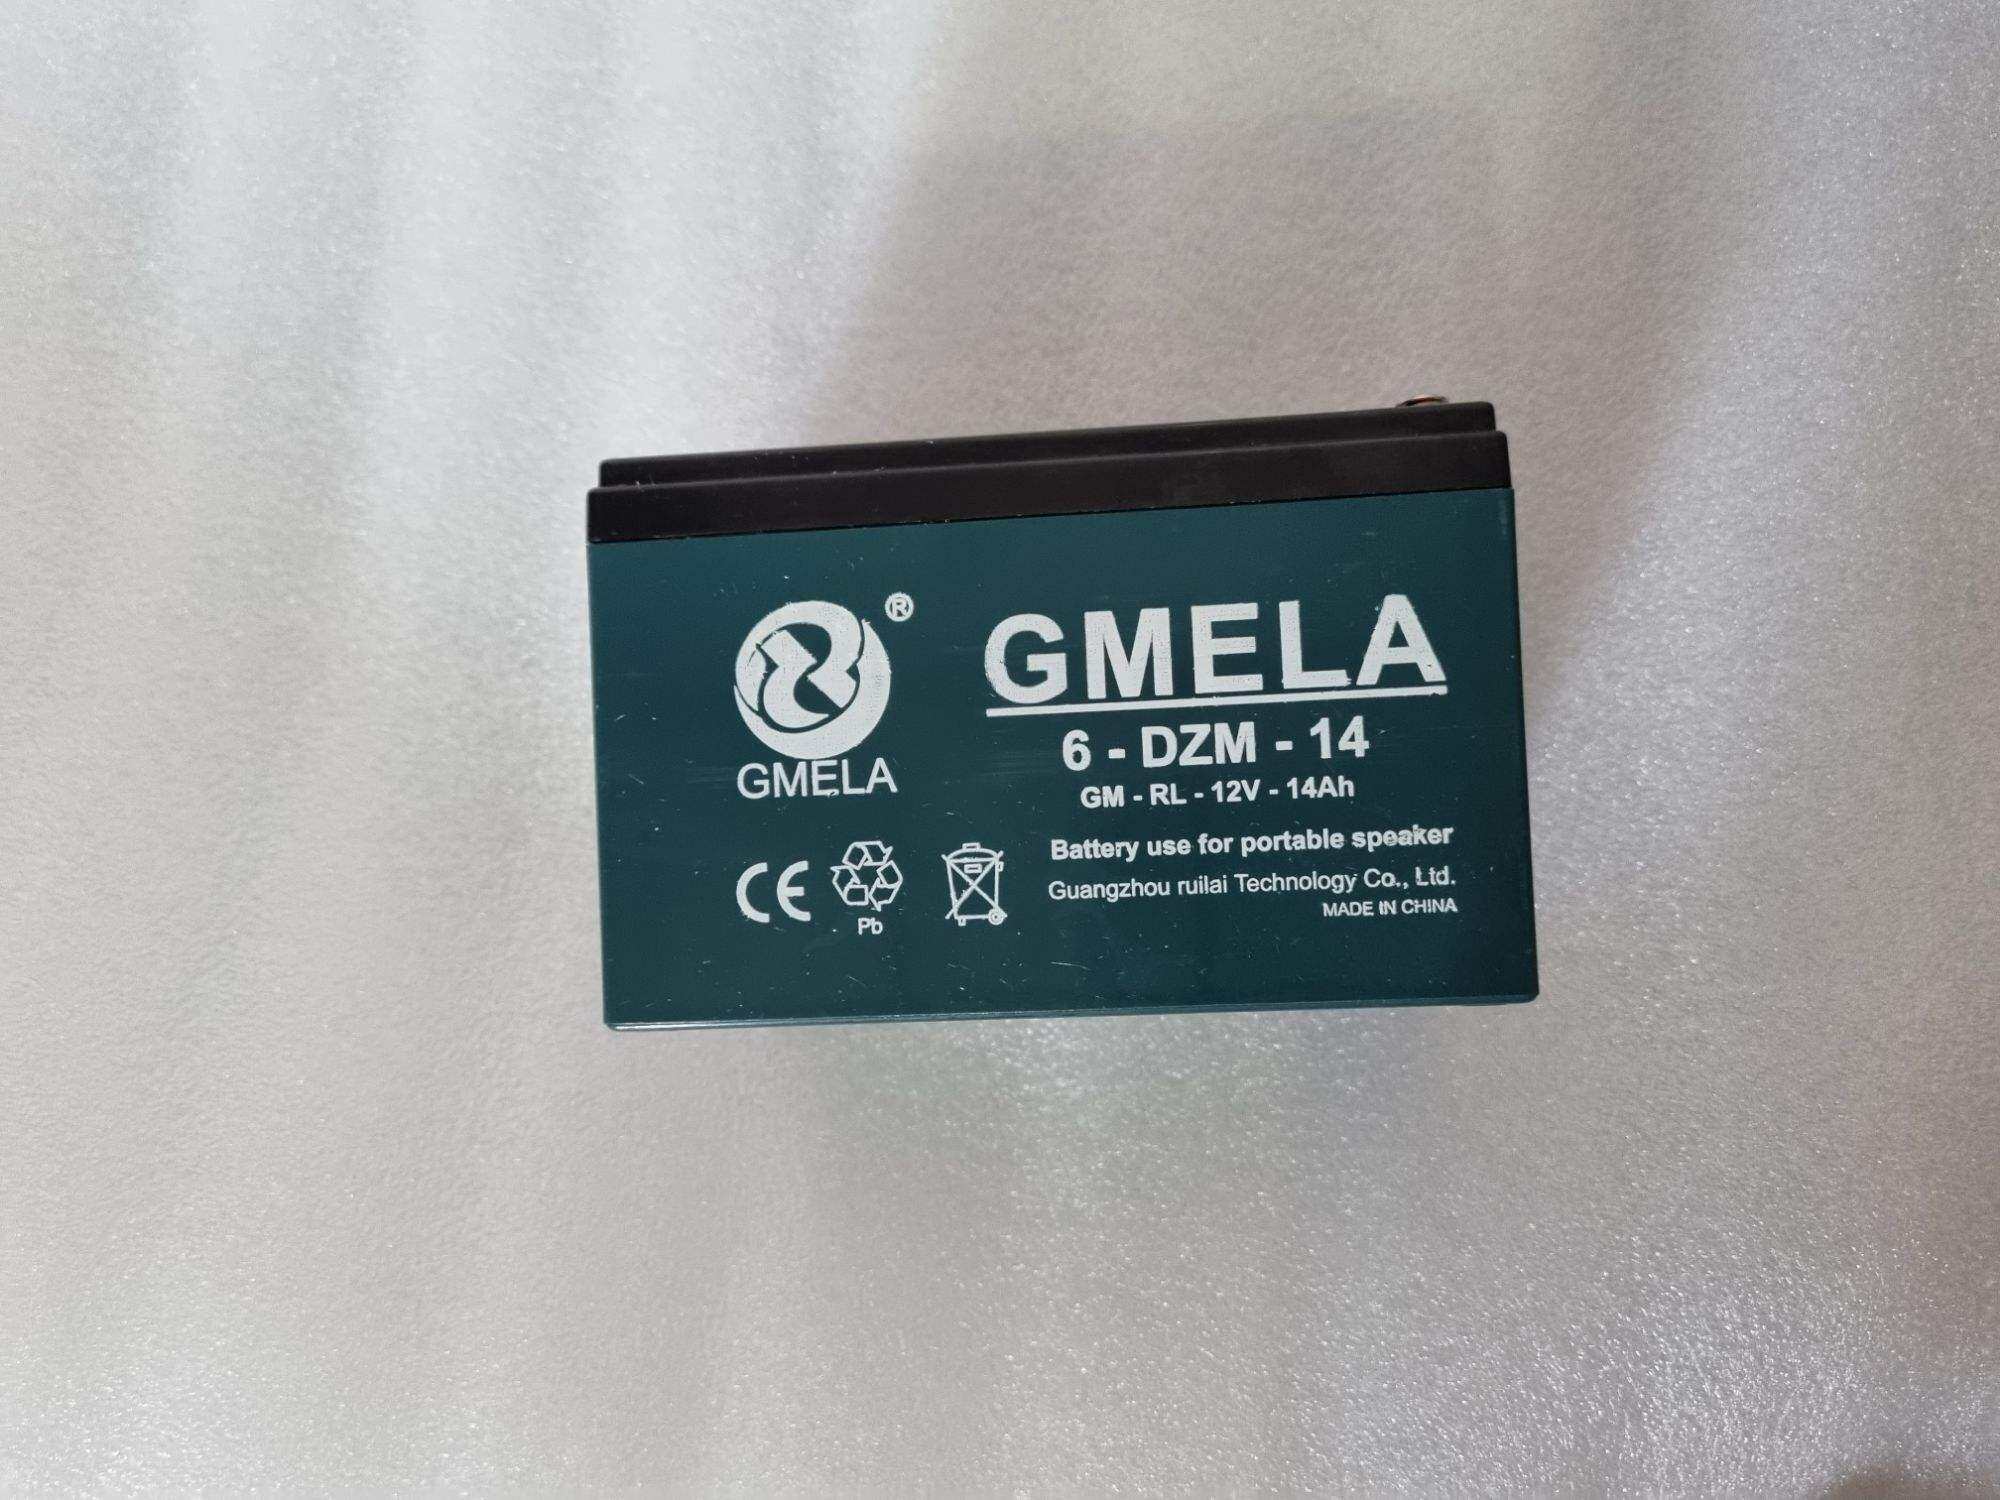 ®
GMELA
GMELA
6 - DZM - 14
GM - RL - 12V - 14Ah
Battery use for portable speaker
Guangzhou ruilai Technology Co., Ltd.
MADE IN CHINA
CE
Pb